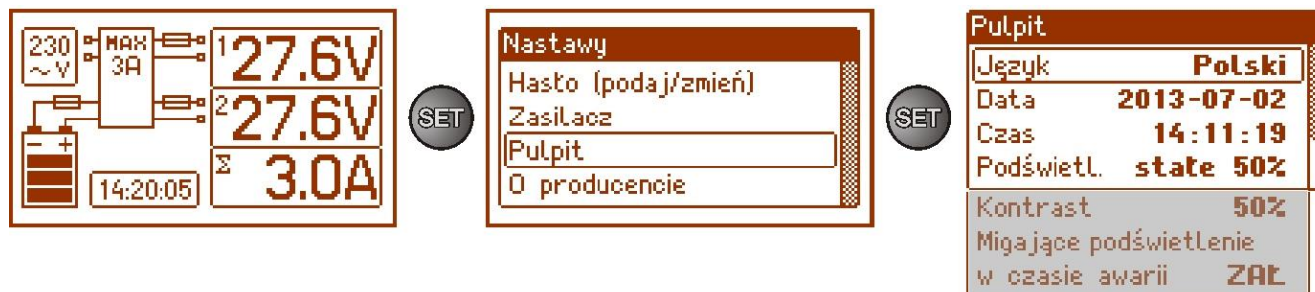 230
~V
MAX
3A
1 27.6V
2 27.6V
Σ 3.0A
- +
14:20:05
SET
Nastawy
Hasło (podaj/zmień)
Zasilacz
Pulpit
O producencie
SET
Pulpit
Język Polski
Data 2013-07-02
Czas 14:11:19
Podświetl. stałe 50%
Kontrast 50%
Migające podświetlenie
w czasie awarii ZAŁ